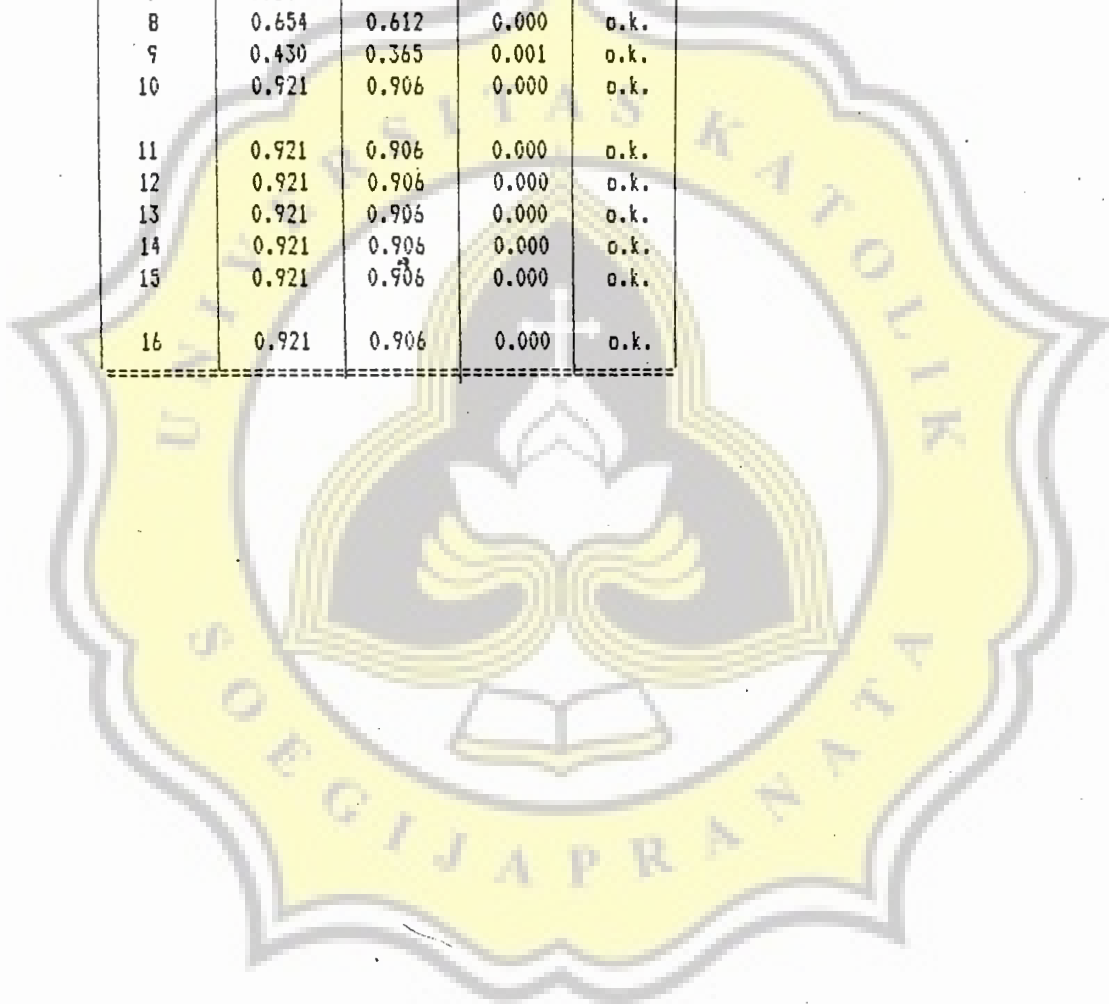 8 0.654 0.612 0.000 o.k.
9 0.430 0.365 0.001 o.k.
10 0.921 0.906 0.000 o.k.
11 0.921 0.906 0.000 o.k.
12 0.921 0.906 0.000 o.k.
13 0.921 0.906 0.000 o.k.
14 0.921 0.906 0.000 o.k.
15 0.921 0.906 0.000 o.k.
16 0.921 0.906 0.000 o.k.
UNIVERSITAS KATOLIK
SOEGIJAPRANATA